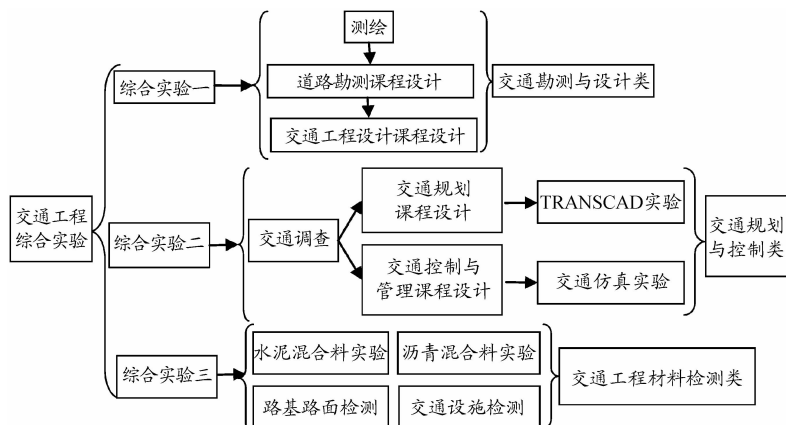 交通工程
综合实验
综合实验一
测绘
道路勘测课程设计
交通工程设计课程设计
交通勘测与设计类
综合实验二
交通调查
交通规划
课程设计
TRANSCAD实验
交通控制与
管理课程设计
交通仿真实验
交通规划
与控制类
综合实验三
水泥混合料实验
沥青混合料实验
路基路面检测
交通设施检测
交通工程材料检测类